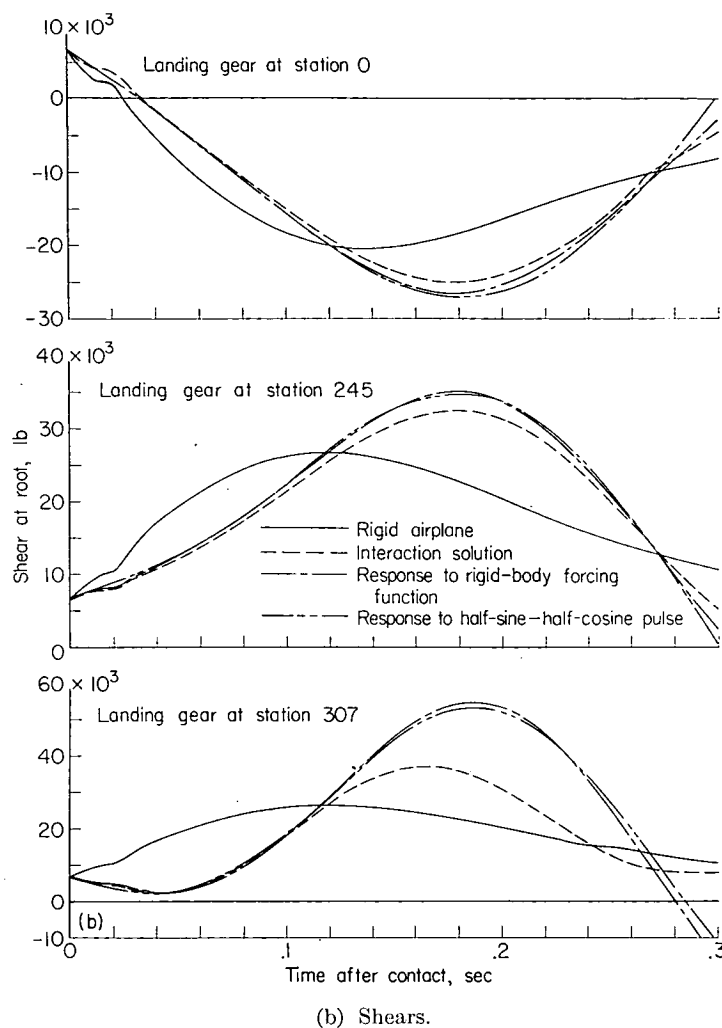 10 × 10³
Landing gear at station 0
0
-10
-20
-30
40 × 10³
Landing gear at station 245
30
20
10
0
Shear at root, lb
Rigid airplane
Interaction solution
Response to rigid-body forcing
function
Response to half-sine–half-cosine pulse
60 × 10³
Landing gear at station 307
40
20
0
(b)
-10
0
.1
.2
.3
Time after contact, sec
(b) Shears.